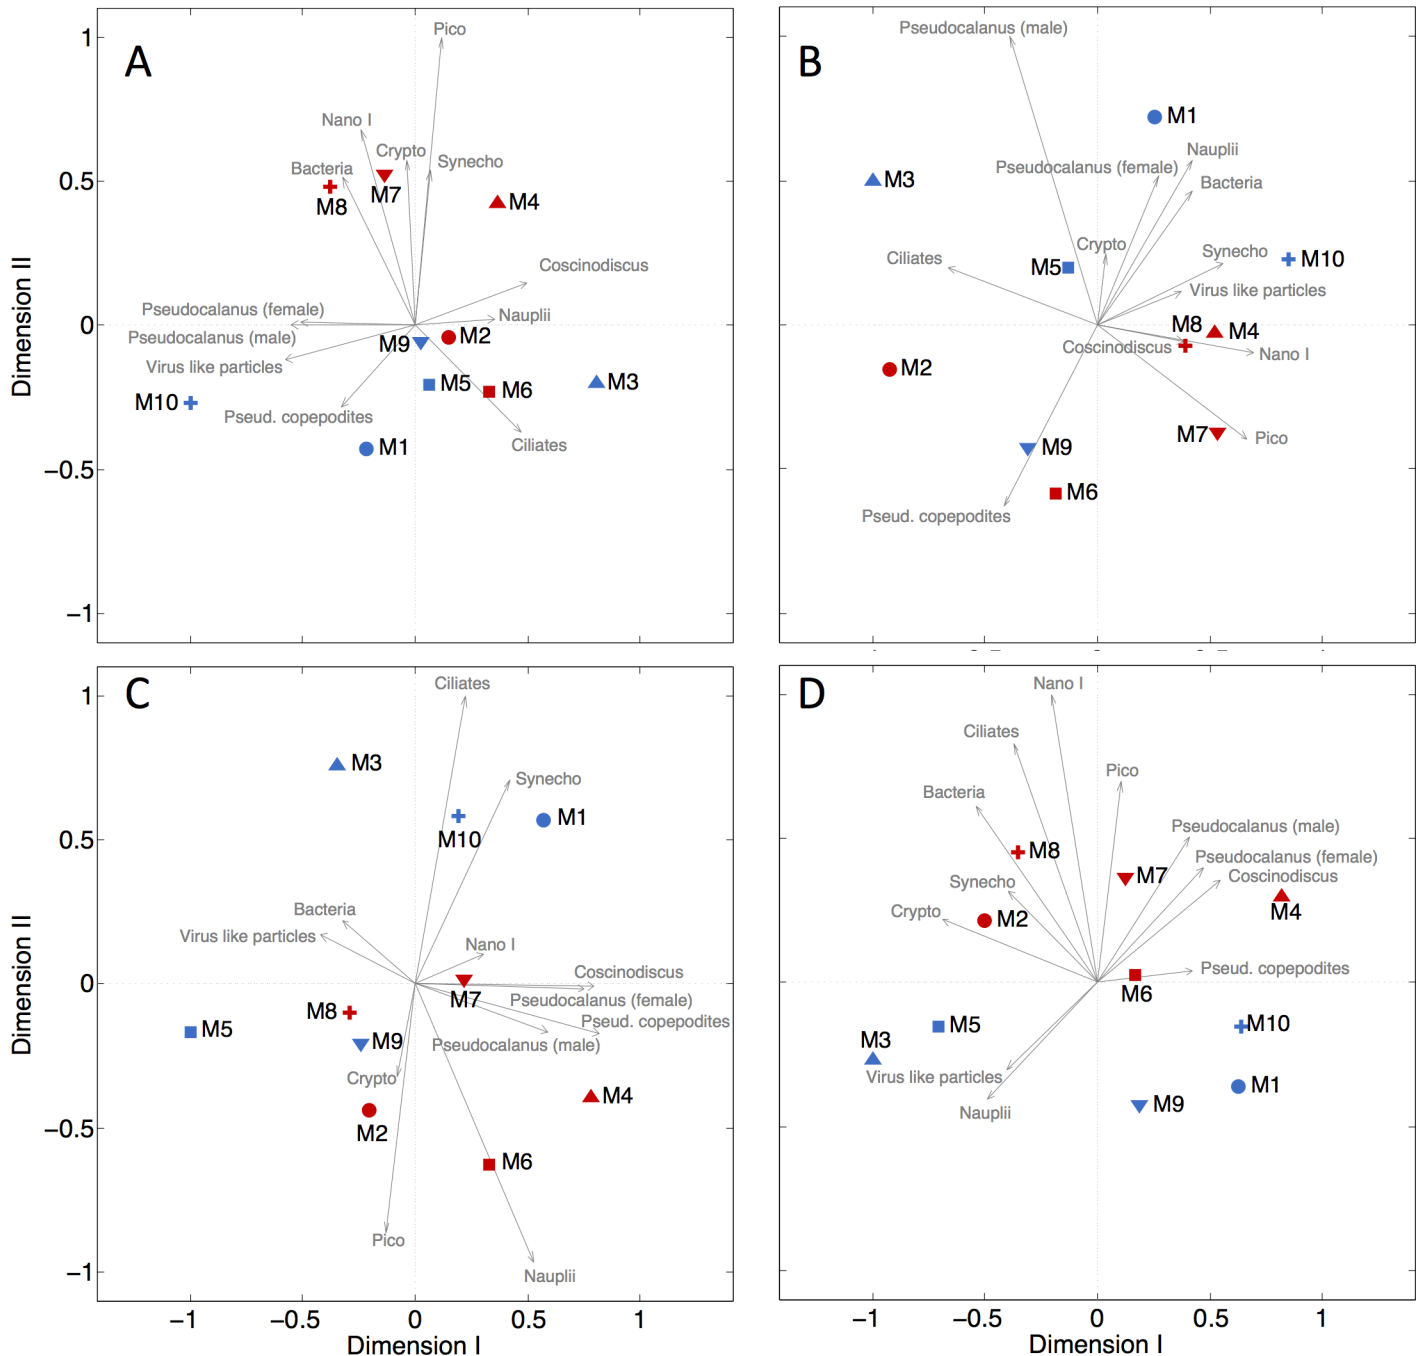 A
Pico
1
Nano I
Crypto
Synecho
Bacteria
0.5
M7
M8
M4
Coscinodiscus
Pseudocalanus (female)
Nauplii
0
Pseudocalanus (male)
M2
M9
Virus like particles
M5
M6
M3
M10
Pseud. copepodites
Ciliates
M1
−0.5
−1
Dimension II
B
Pseudocalanus (male)
M1
Nauplii
Pseudocalanus (female)
M3
Bacteria
Crypto
Synecho
Ciliates
M5
M10
Virus like particles
M8
M4
Coscinodiscus
Nano I
M2
M7
Pico
M9
M6
Pseud. copepodites
C
Ciliates
1
M3
Synecho
M1
M10
0.5
Bacteria
Virus like particles
Nano I
Coscinodiscus
0
M7
Pseudocalanus (female)
M8
Pseud. copepodites
M5
M9
Pseudocalanus (male)
Crypto
M4
M2
−0.5
M6
Pico
Nauplii
−1
−1
−0.5
0
0.5
1
Dimension I
Dimension II
D
Nano I
Ciliates
Pico
Bacteria
Pseudocalanus (male)
M8
Pseudocalanus (female)
M7
Coscinodiscus
Synecho
Crypto
M2
M4
Pseud. copepodites
M6
M5
M10
M3
Virus like particles
M1
M9
Nauplii
−1
−0.5
0
0.5
1
Dimension I